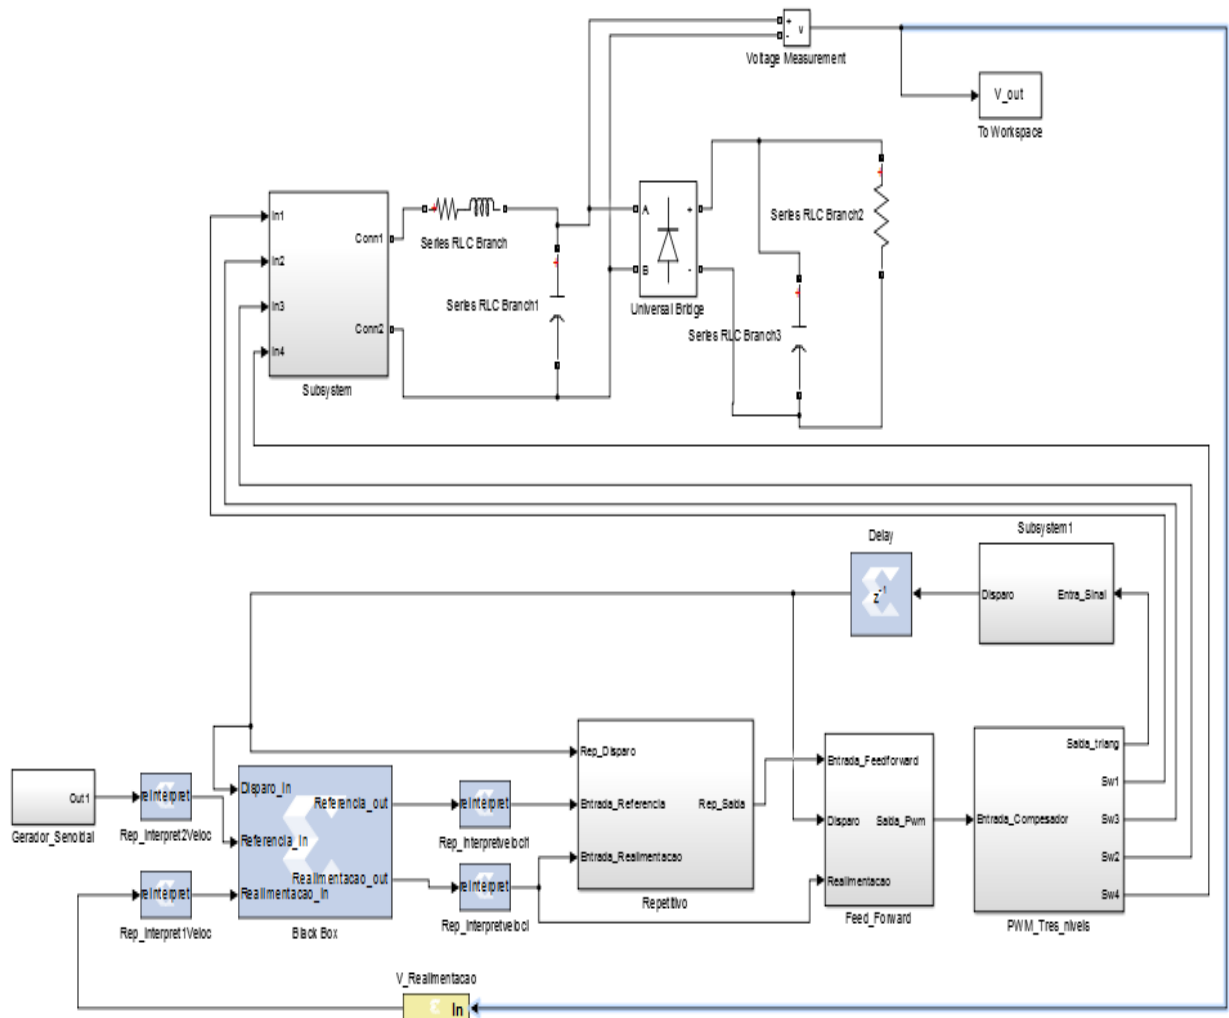 +
-
v
Voltage Measurement
V_out
To Workspace
In1
In2
In3
In4
Conn1
Conn2
Subsystem
Series RLC Branch
Series RLC Branch1
A
B
+
-
Universal Bridge
Series RLC Branch2
Series RLC Branch3
Delay
z-1
Subsystem1
Disparo
Entra_Sinal
Out1
Gerador_Senoidal
reinterpret
Rep_Interpret2Veloc
reinterpret
Rep_Interpret1Veloc
Disparo_In
Referencia_In
Realimentacao_In
Referencia_out
Realimentacao_out
Black Box
reinterpret
Rep_Interpretveloc1
reinterpret
Rep_Interpretveloc
Rep_Disparo
Entrada_Referencia
Entrada_Realimentacao
Rep_Saida
Repetitivo
Entrada_Feedforward
Disparo
Realimentacao
Saida_Pwm
Feed_Forward
Entrada_Compesador
Saida_triang
Sw1
Sw3
Sw2
Sw4
PWM_Tres_niveis
V_Realimentacao
In